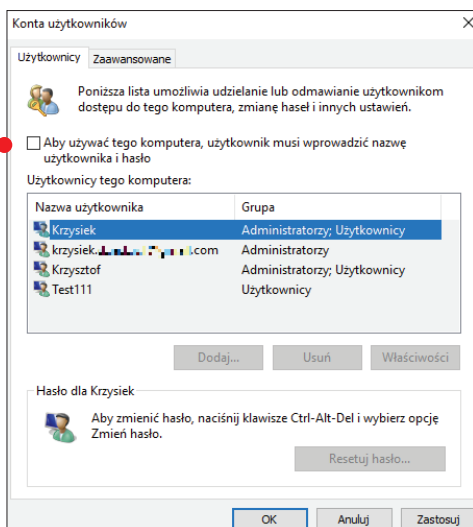 Konta użytkowników
Użytkownicy Zaawansowane
Poniższa lista umożliwia udzielanie lub odmawianie użytkownikom
dostępu do tego komputera, zmianę haseł i innych ustawień.
Aby używać tego komputera, użytkownik musi wprowadzić nazwę
użytkownika i hasło
Użytkownicy tego komputera:
Nazwa użytkownika Grupa
Krzysiek Administratorzy; Użytkownicy
krzysiek. .com Administratorzy
Krzysztof Administratorzy; Użytkownicy
Test111 Użytkownicy
Dodaj... Usuń Właściwości
Hasło dla Krzysiek
Aby zmienić hasło, naciśnij klawisze Ctrl-Alt-Del i wybierz opcję
Zmień hasło.
Resetuj hasło...
OK Anuluj Zastosuj